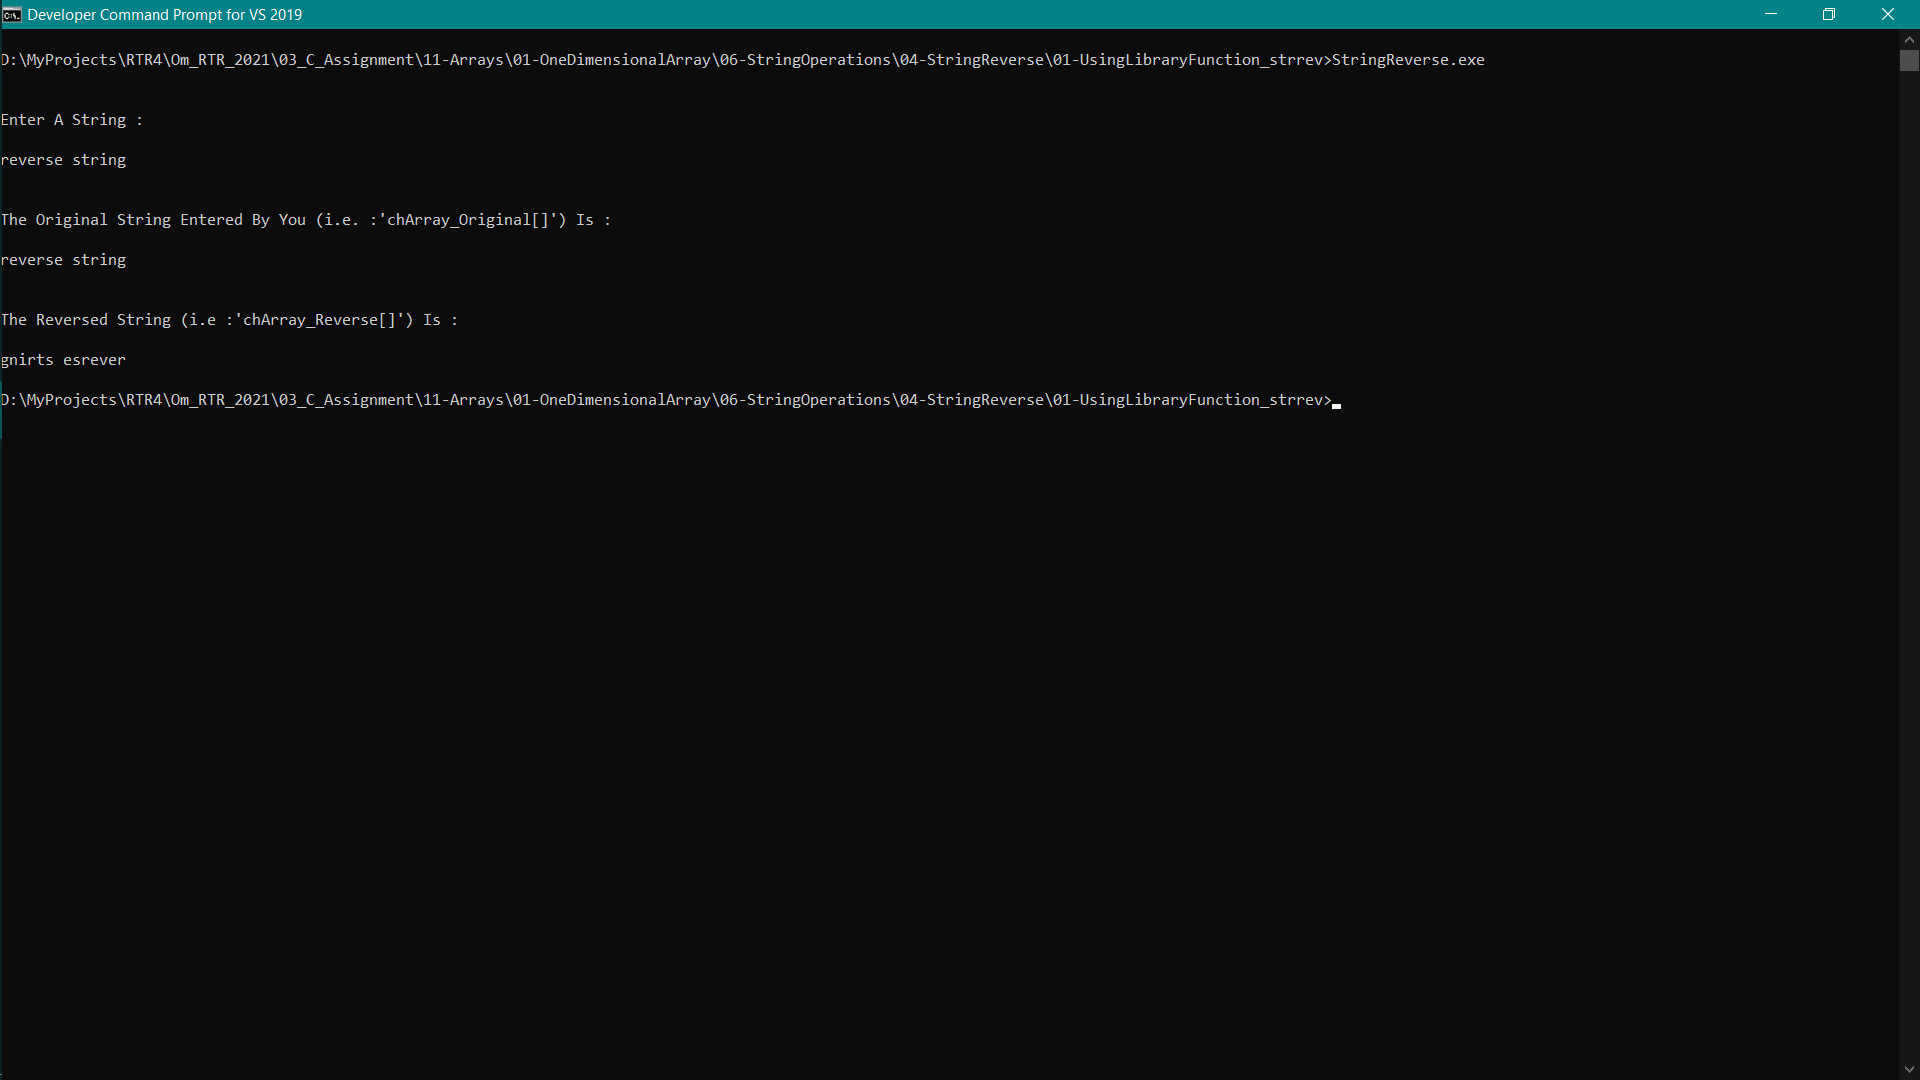 Developer Command Prompt for VS 2019
D:\MyProjects\RTR4\Om_RTR_2021\03_C_Assignment\11-Arrays\01-OneDimensionalArray\06-StringOperations\04-StringReverse\01-UsingLibraryFunction_strrev>StringReverse.exe
Enter A String :
reverse string
The Original String Entered By You (i.e. :'chArray_Original[]') Is :
reverse string
The Reversed String (i.e :'chArray_Reverse[]') Is :
gnirts esrever
D:\MyProjects\RTR4\Om_RTR_2021\03_C_Assignment\11-Arrays\01-OneDimensionalArray\06-StringOperations\04-StringReverse\01-UsingLibraryFunction_strrev>